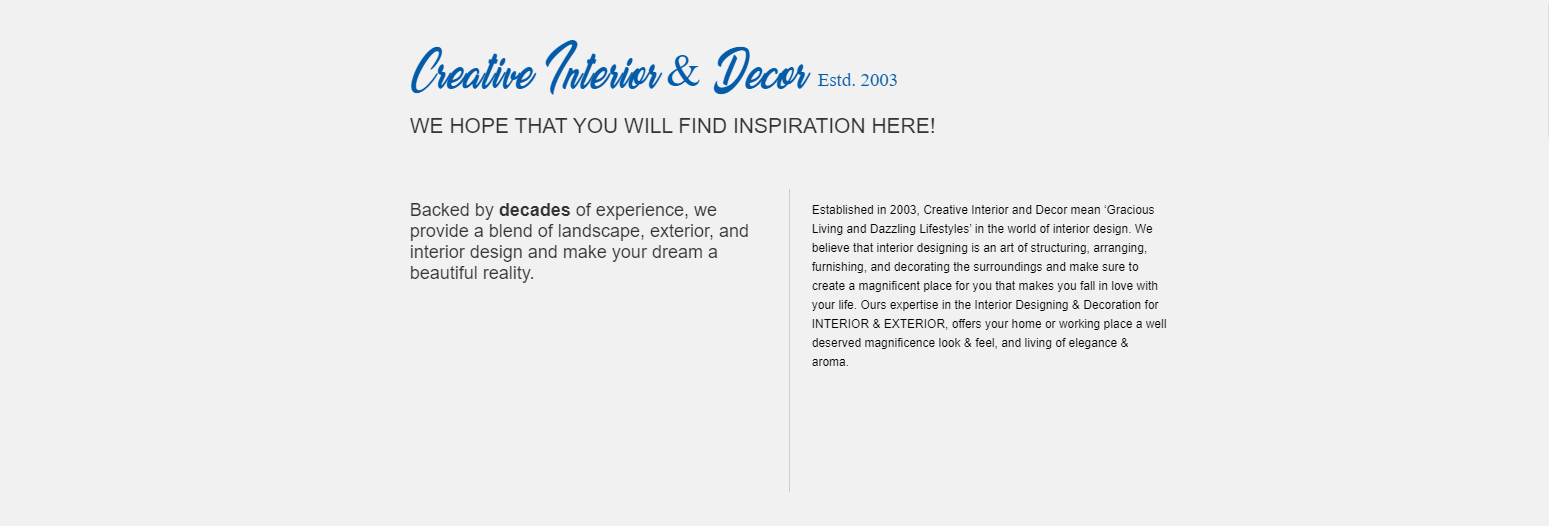 Creative Interior & Decor Estd. 2003
WE HOPE THAT YOU WILL FIND INSPIRATION HERE!
Backed by decades of experience, we
provide a blend of landscape, exterior, and
interior design and make your dream a
beautiful reality.
Established in 2003, Creative Interior and Decor mean ‘Gracious
Living and Dazzling Lifestyles’ in the world of interior design. We
believe that interior designing is an art of structuring, arranging,
furnishing, and decorating the surroundings and make sure to
create a magnificent place for you that makes you fall in love with
your life. Ours expertise in the Interior Designing & Decoration for
INTERIOR & EXTERIOR, offers your home or working place a well
deserved magnificence look & feel, and living of elegance &
aroma.